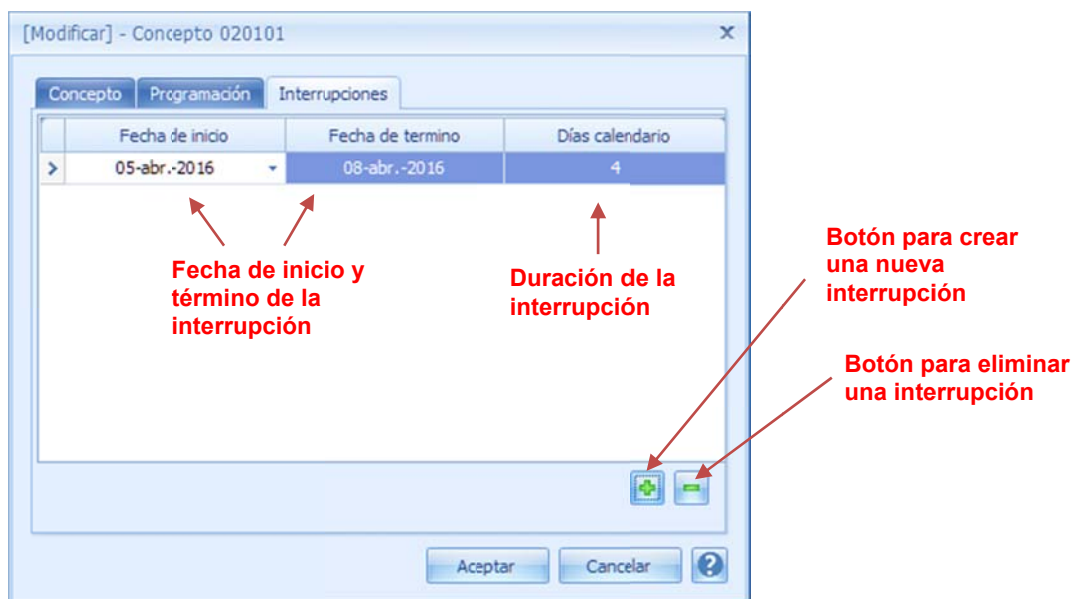 [Modificar] - Concepto 020101 x
Concepto Programación Interrupciones
Fecha de inicio Fecha de termino Días calendario
05-abr.-2016 08-abr.-2016 4
Fecha de inicio y
término de la
interrupción
Duración de la
interrupción
Botón para crear
una nueva
interrupción
Botón para eliminar
una interrupción
Aceptar Cancelar ?